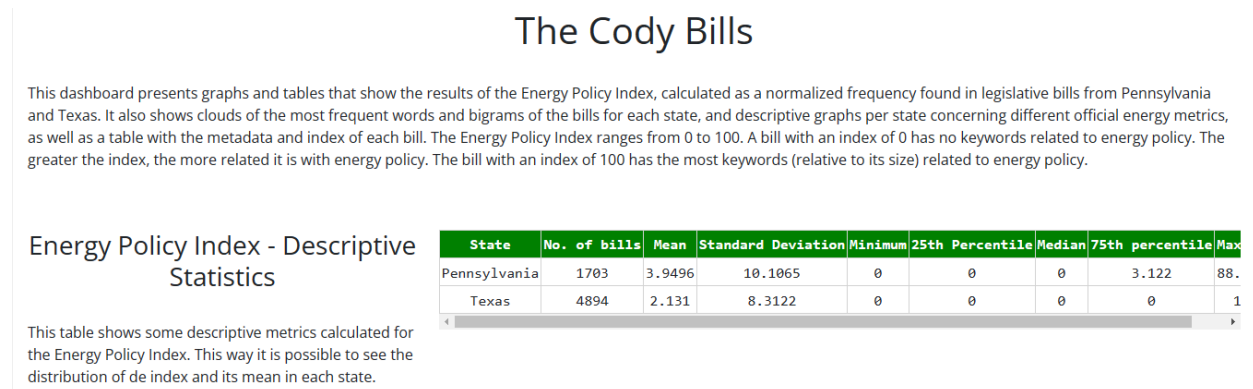 The Cody Bills
This dashboard presents graphs and tables that show the results of the Energy Policy Index, calculated as a normalized frequency found in legislative bills from Pennsylvania
and Texas. It also shows clouds of the most frequent words and bigrams of the bills for each state, and descriptive graphs per state concerning different official energy metrics,
as well as a table with the metadata and index of each bill. The Energy Policy Index ranges from 0 to 100. A bill with an index of 0 has no keywords related to energy policy. The
greater the index, the more related it is with energy policy. The bill with an index of 100 has the most keywords (relative to its size) related to energy policy.
Energy Policy Index - Descriptive
Statistics
This table shows some descriptive metrics calculated for
the Energy Policy Index. This way it is possible to see the
distribution of de index and its mean in each state.
State No. of bills Mean Standard Deviation Minimum 25th Percentile Median 75th percentile Max
Pennsylvania 1703 3.9496 10.1065 0 0 0 3.122 88.
Texas 4894 2.131 8.3122 0 0 0 0 1